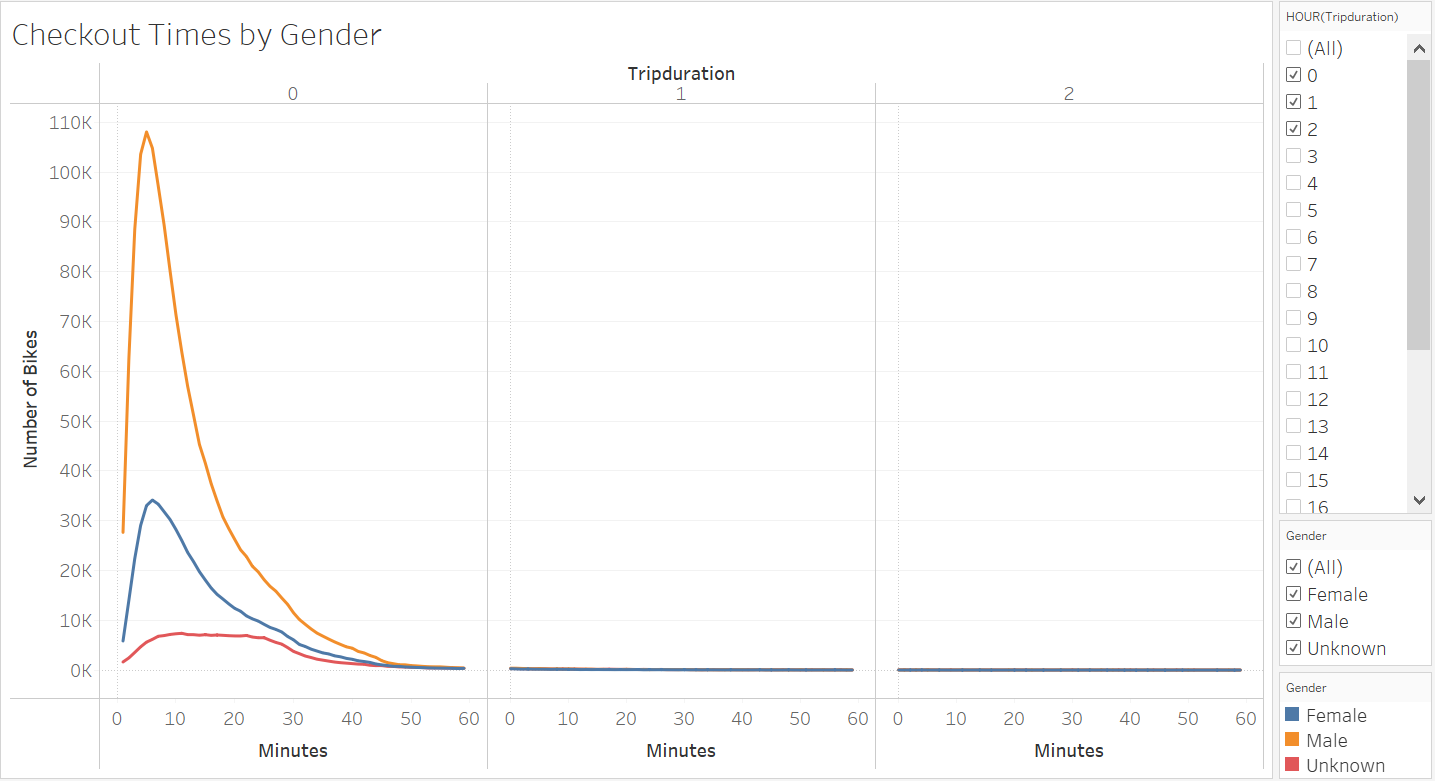 Checkout Times by Gender
Tripduration
0 1 2
110K
100K
90K
80K
70K
60K
50K
40K
30K
20K
10K
0K
Number of Bikes
0 10 20 30 40 50 60 0 10 20 30 40 50 60 0 10 20 30 40 50 60
Minutes Minutes Minutes
HOUR(Tripduration)
(All)
0
1
2
3
4
5
6
7
8
9
10
11
12
13
14
15
16
Gender
(All)
Female
Male
Unknown
Gender
Female
Male
Unknown